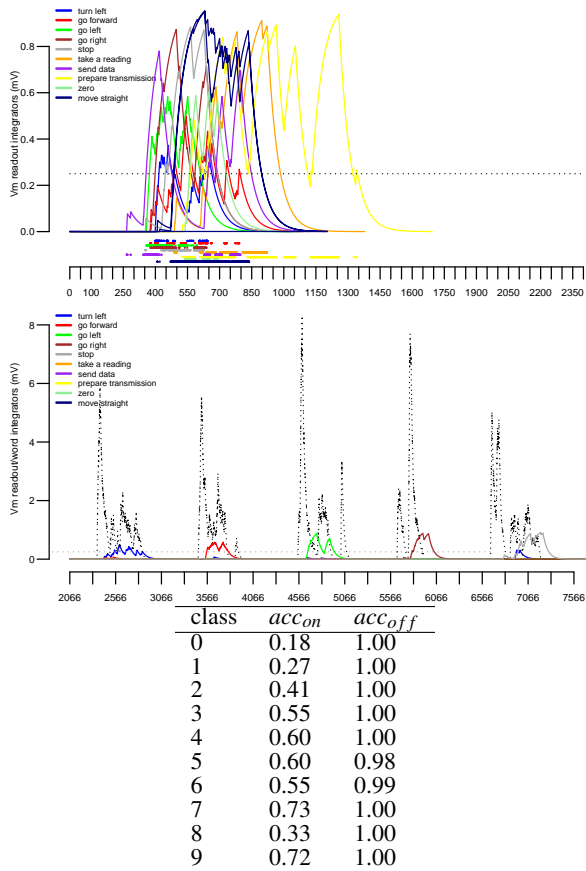 turn left
go forward
go left
go right
stop
take a reading
send data
prepare transmission
zero
move straight
Vm readout integrators (mV)
0.8
0.6
0.4
0.2
0.0
0 100 250 400 550 700 850 1000 1150 1300 1450 1600 1750 1900 2050 2200 2350
turn left
go forward
go left
go right
stop
take a reading
send data
prepare transmission
zero
move straight
Vm readout/word integrators (mV)
8
6
4
2
0
2066 2566 3066 3566 4066 4566 5066 5566 6066 6566 7066 7566
class acc_on acc_off
0 0.18 1.00
1 0.27 1.00
2 0.41 1.00
3 0.55 1.00
4 0.60 1.00
5 0.60 0.98
6 0.55 0.99
7 0.73 1.00
8 0.33 1.00
9 0.72 1.00